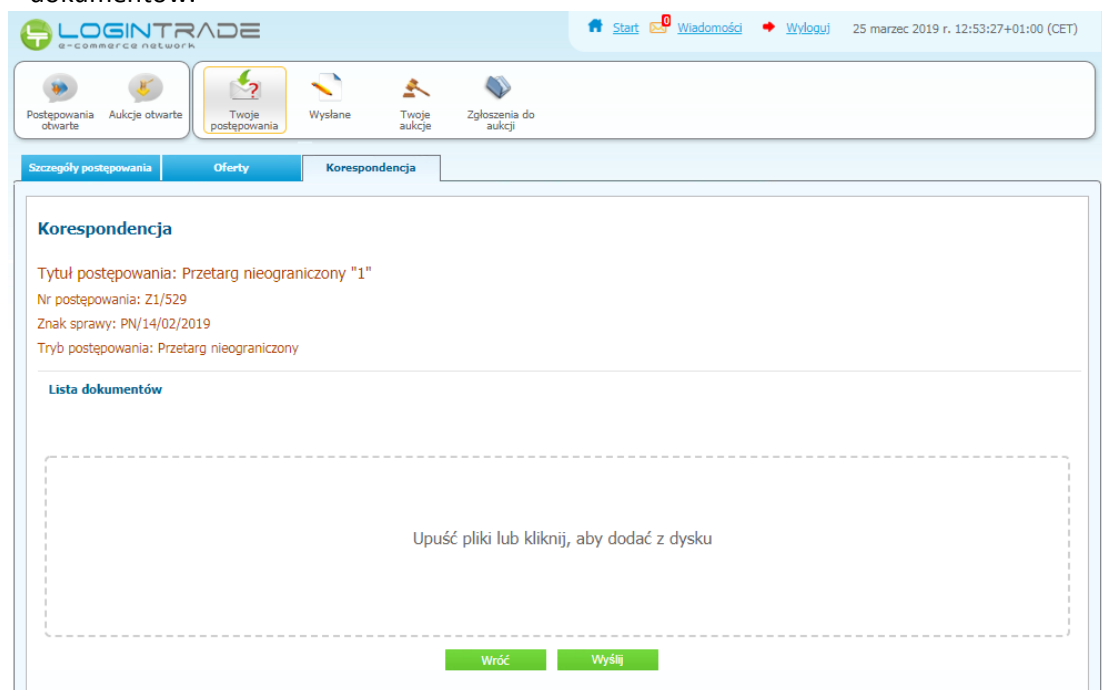 dokumentów.
LOGINTRADE
e-commerce network
Start 0 Wiadomości Wyloguj 25 marzec 2019 r. 12:53:27+01:00 (CET)
Postępowania otwarte
Aukcje otwarte
Twoje postępowania
Wysłane
Twoje aukcje
Zgłoszenia do aukcji
Szczegóły postępowania Oferty Korespondencja
Korespondencja
Tytuł postępowania: Przetarg nieograniczony "1"
Nr postępowania: Z1/529
Znak sprawy: PN/14/02/2019
Tryb postępowania: Przetarg nieograniczony
Lista dokumentów
Upuść pliki lub kliknij, aby dodać z dysku
Wróć Wyślij